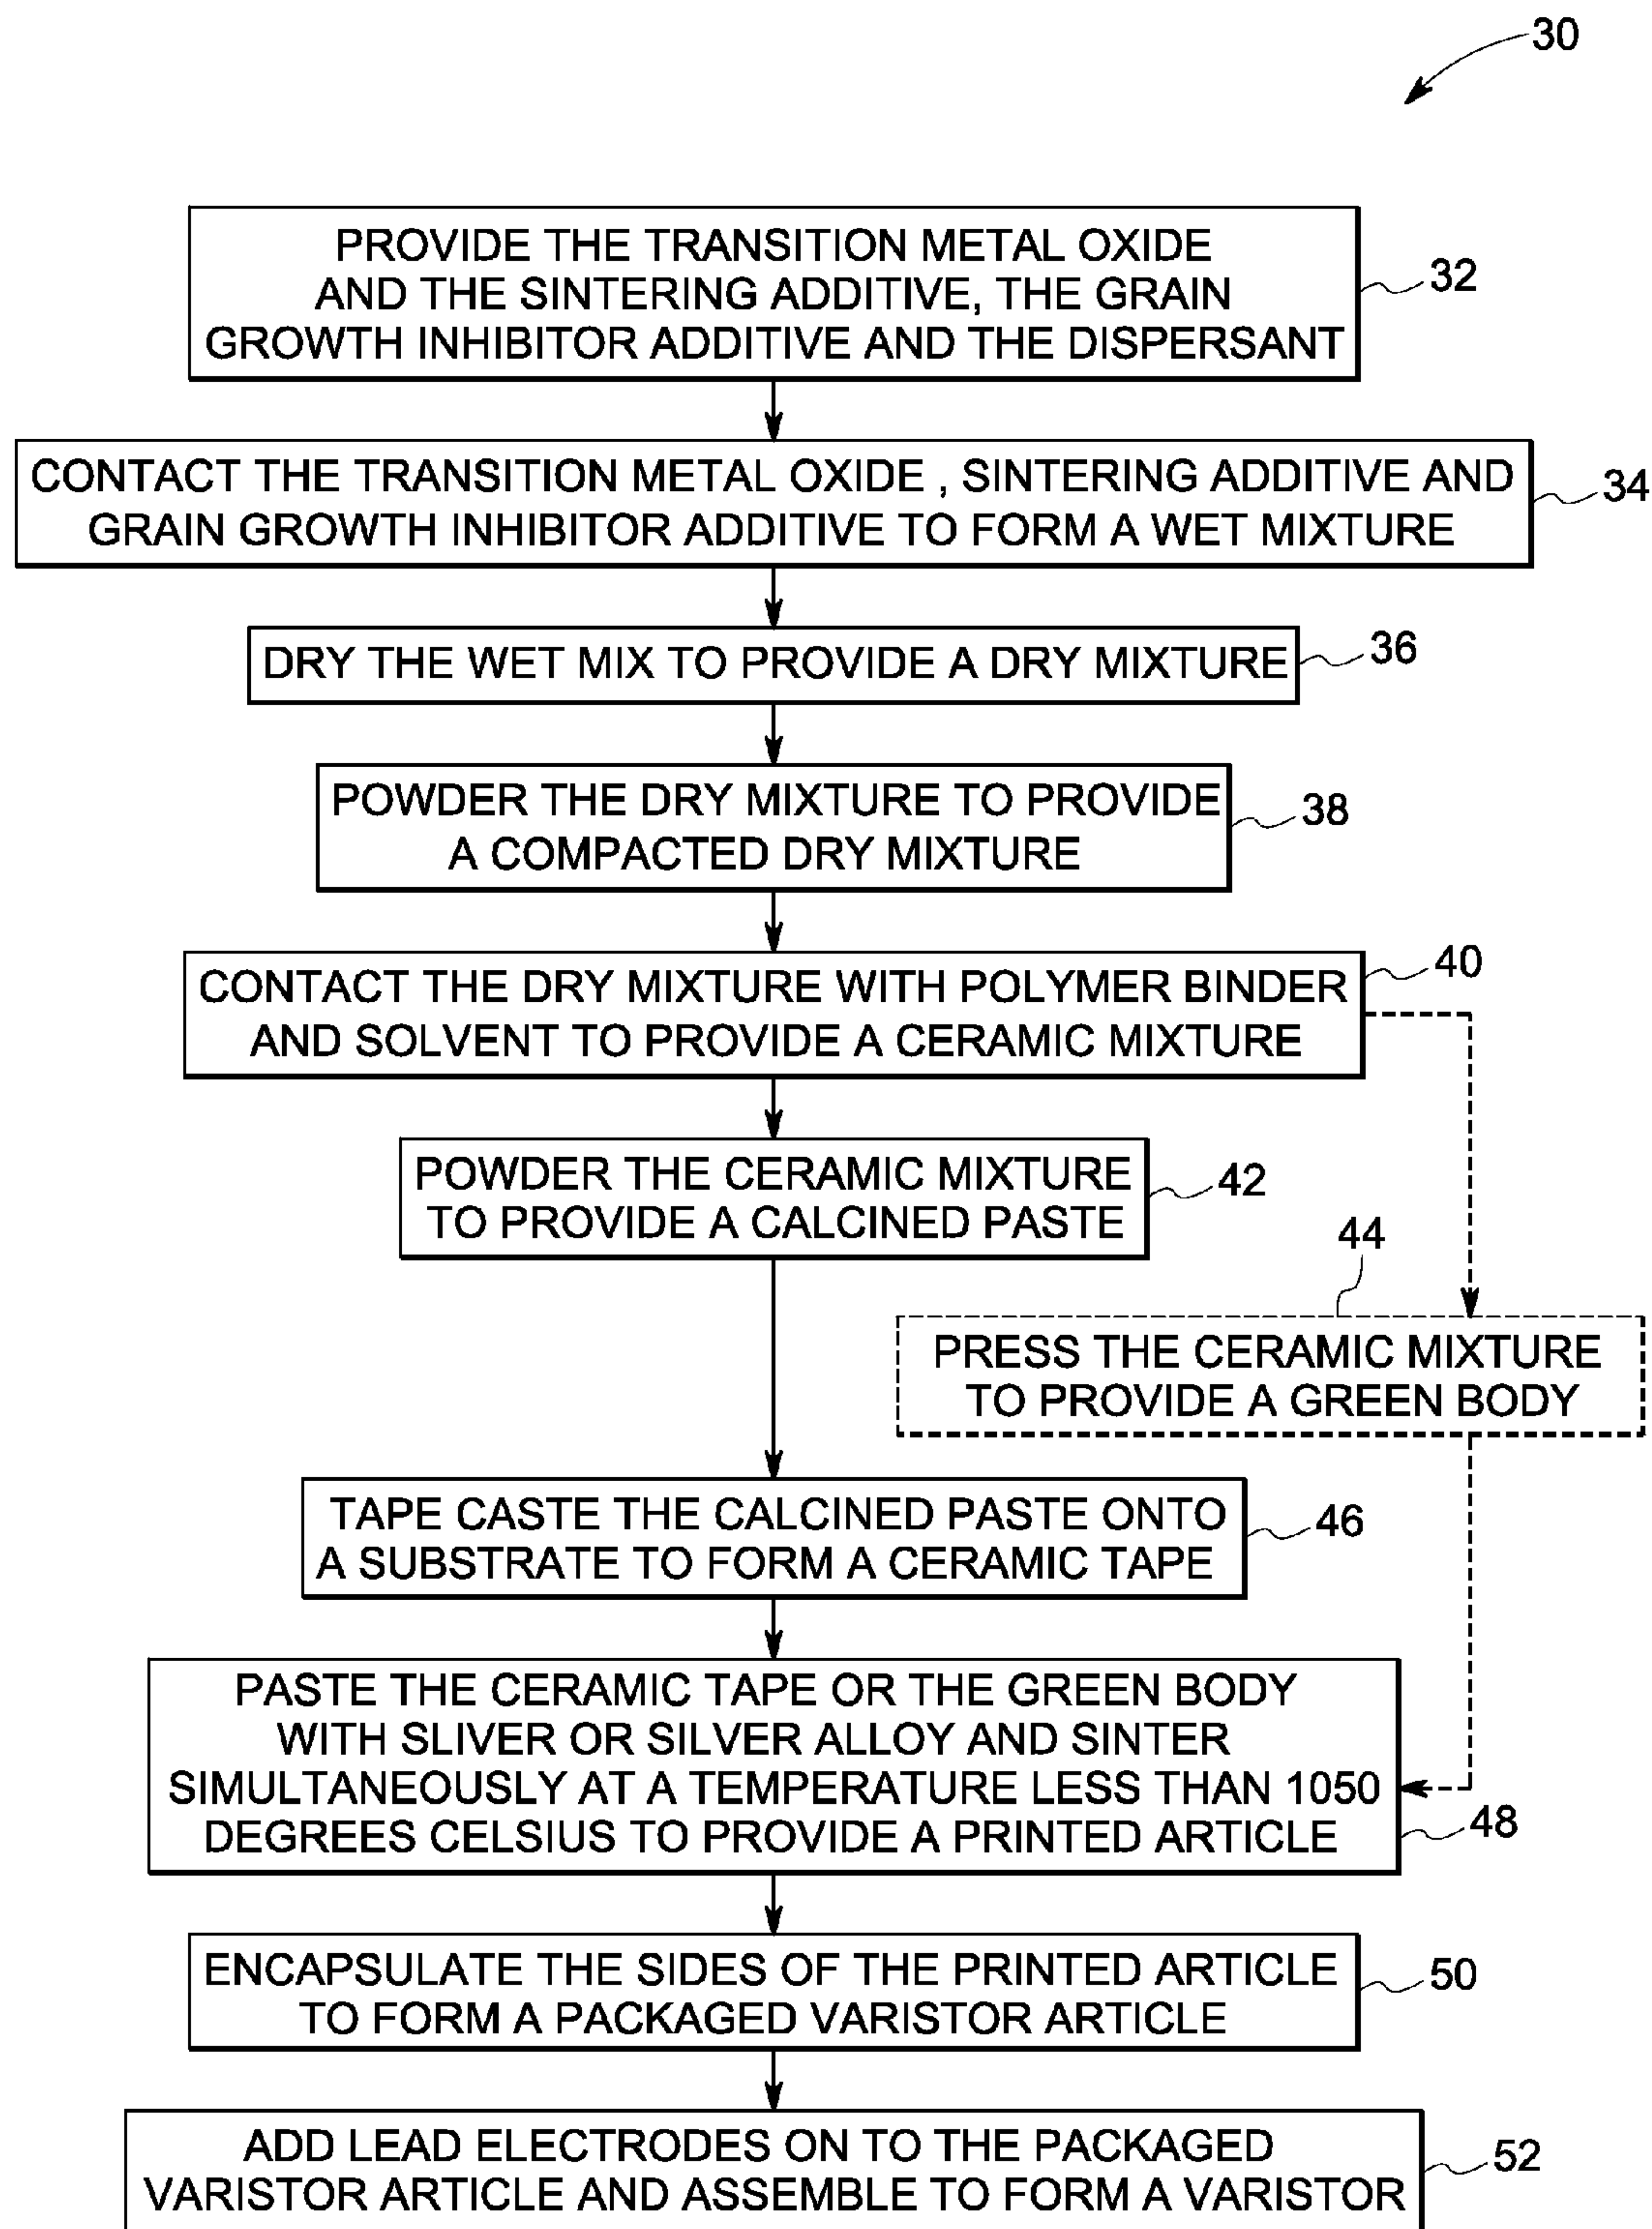 30
PROVIDE THE TRANSITION METAL OXIDE
AND THE SINTERING ADDITIVE, THE GRAIN
GROWTH INHIBITOR ADDITIVE AND THE DISPERSANT
32
CONTACT THE TRANSITION METAL OXIDE , SINTERING ADDITIVE AND
GRAIN GROWTH INHIBITOR ADDITIVE TO FORM A WET MIXTURE
34
DRY THE WET MIX TO PROVIDE A DRY MIXTURE
36
POWDER THE DRY MIXTURE TO PROVIDE
A COMPACTED DRY MIXTURE
38
CONTACT THE DRY MIXTURE WITH POLYMER BINDER
AND SOLVENT TO PROVIDE A CERAMIC MIXTURE
40
POWDER THE CERAMIC MIXTURE
TO PROVIDE A CALCINED PASTE
42
44
PRESS THE CERAMIC MIXTURE
TO PROVIDE A GREEN BODY
TAPE CASTE THE CALCINED PASTE ONTO
A SUBSTRATE TO FORM A CERAMIC TAPE
46
PASTE THE CERAMIC TAPE OR THE GREEN BODY
WITH SLIVER OR SILVER ALLOY AND SINTER
SIMULTANEOUSLY AT A TEMPERATURE LESS THAN 1050
DEGREES CELSIUS TO PROVIDE A PRINTED ARTICLE
48
ENCAPSULATE THE SIDES OF THE PRINTED ARTICLE
TO FORM A PACKAGED VARISTOR ARTICLE
50
ADD LEAD ELECTRODES ON TO THE PACKAGED
VARISTOR ARTICLE AND ASSEMBLE TO FORM A VARISTOR
52